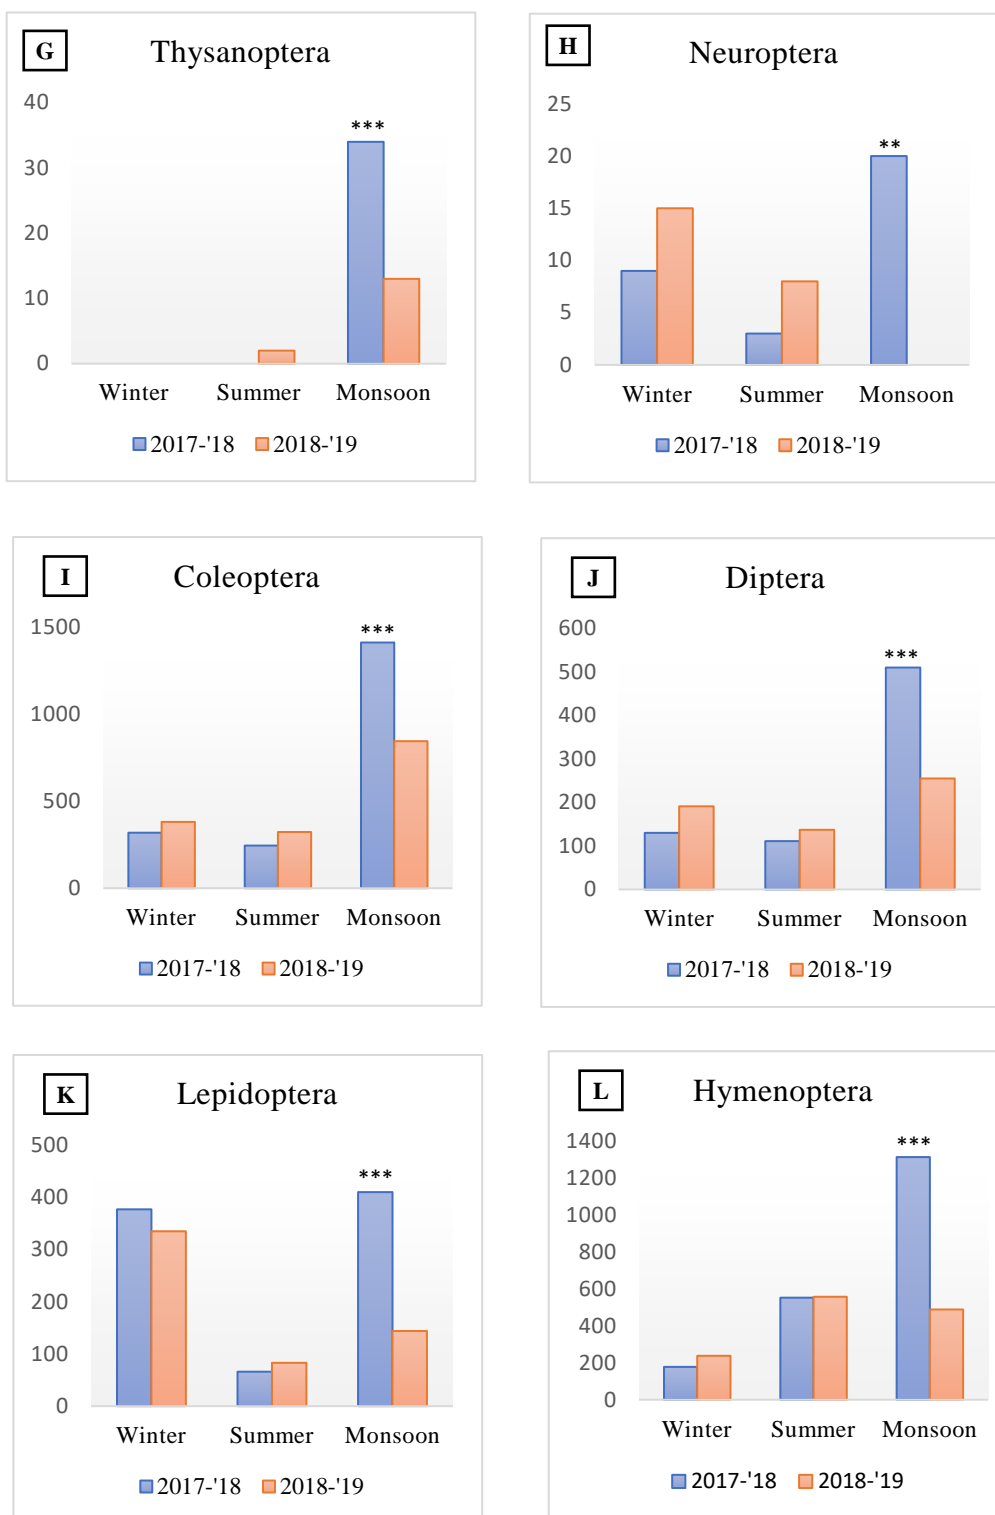 G
Thysanoptera
40
30
20
10
0
***
Winter Summer Monsoon
2017-'18 2018-'19
H
Neuroptera
25
20
15
10
5
0
**
Winter Summer Monsoon
2017-'18 2018-'19
I
Coleoptera
1500
1000
500
0
***
Winter Summer Monsoon
2017-'18 2018-'19
J
Diptera
600
500
400
300
200
100
0
***
Winter Summer Monsoon
2017-'18 2018-'19
K
Lepidoptera
500
400
300
200
100
0
***
Winter Summer Monsoon
2017-'18 2018-'19
L
Hymenoptera
1400
1200
1000
800
600
400
200
0
***
Winter Summer Monsoon
2017-'18 2018-'19